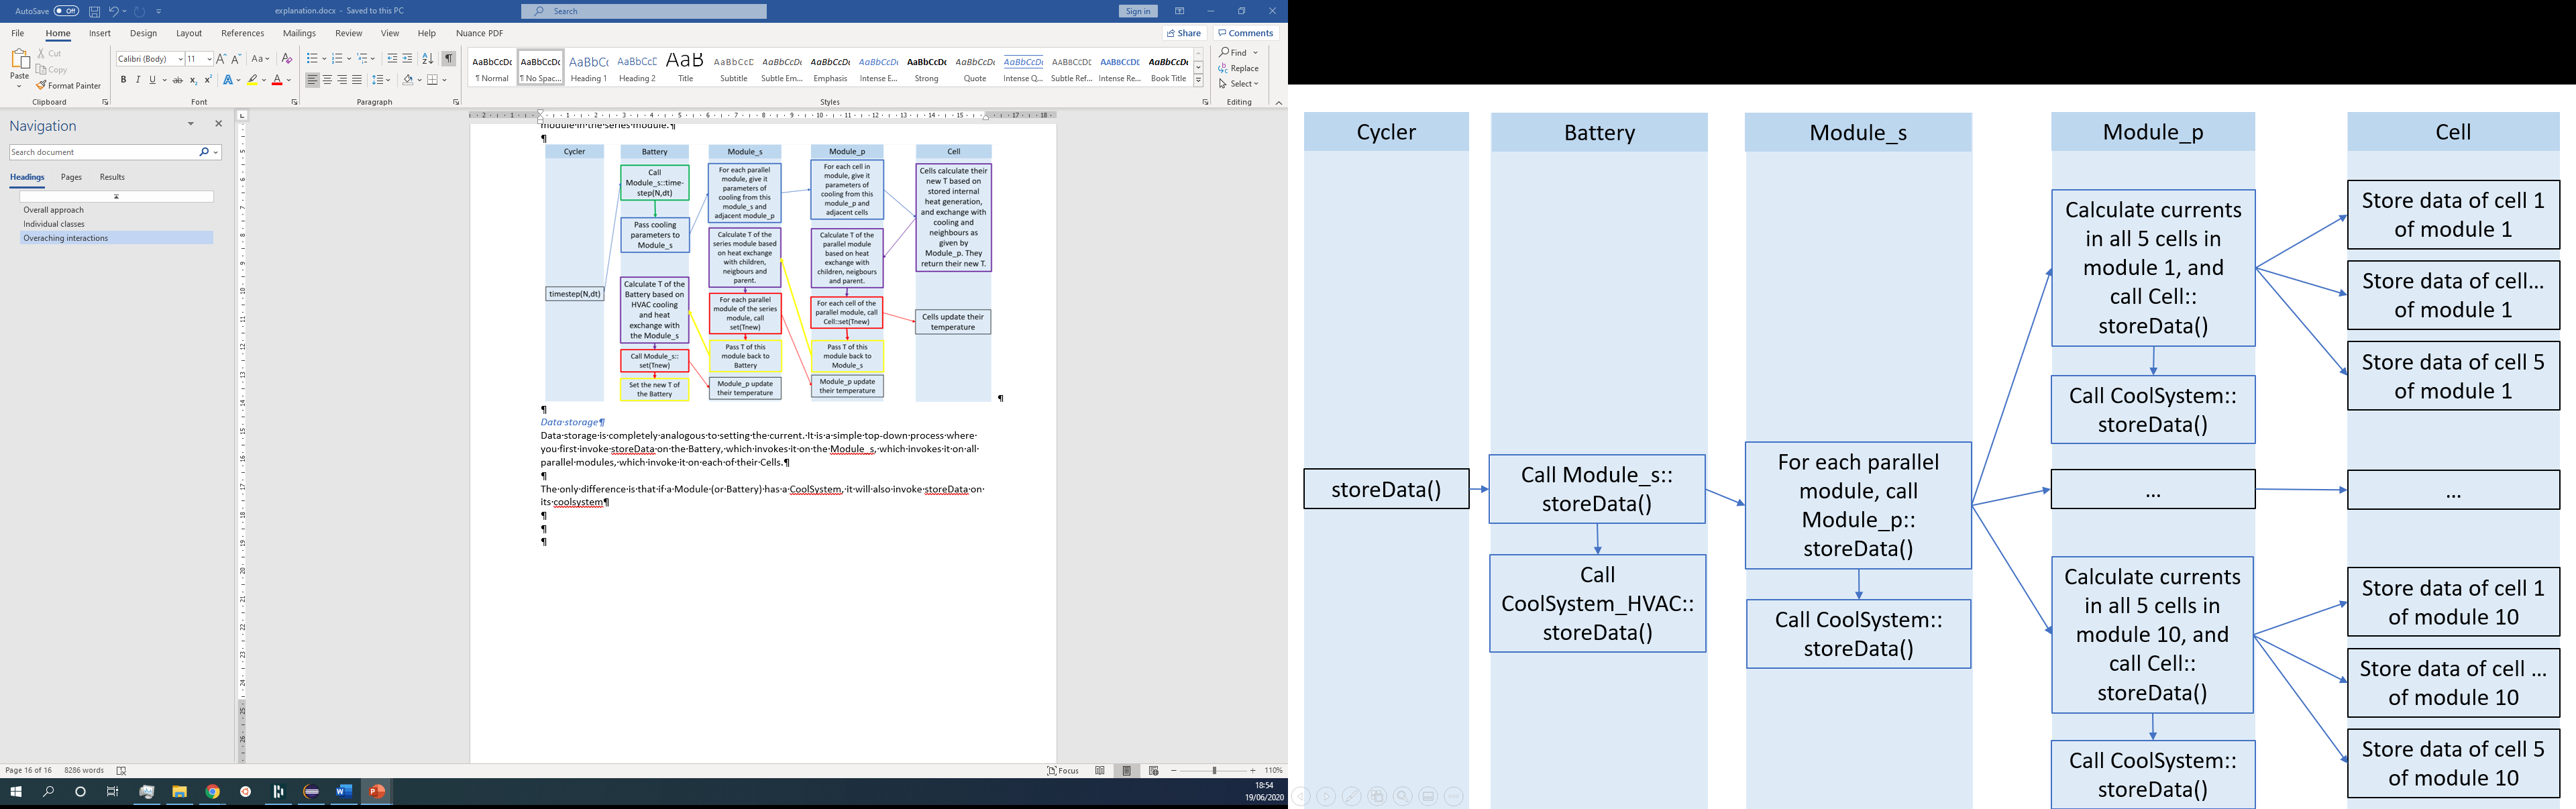 AutoSave Off
explanation.docx - Saved to this PC
Search
Sign in
File Home Insert Design Layout References Mailings Review View Help Nuance PDF
Share Comments
Paste
Cut
Copy
Format Painter
Clipboard
Calibri (Body) 11
Font
Paragraph
AaBbCcDc AaBbCcDc AaBbCc AaBbCcC AaB AaBbCcC AaBbCcDc AaBbCcDc AaBbCcDc AaBbCcDc AaBbCcDc AaBbCcDc AABBCCDC AABBCCDC AaBbCcDc
¶ Normal ¶ No Spac... Heading 1 Heading 2 Title Subtitle Subtle Em... Emphasis Intense E... Strong Quote Intense Q... Subtle Ref... Intense Re... Book Title
Styles
Find
Replace
Select
Editing
Navigation
Search document
Headings Pages Results
Overall approach
Individual classes
Overaching interactions
module·in·the·series·module.¶
¶
Cycler Battery Module_s Module_p Cell
timestep(N,dt)
Call
Module_s::time-
step(N,dt)
Pass cooling
parameters to
Module_s
Calculate T of the
Battery based on
HVAC cooling
and heat
exchange with
the Module_s
Call Module_s::
set(Tnew)
Set the new T of
the Battery
For each parallel
module, give it
parameters of
cooling from this
module_s and
adjacent module_p
Calculate T of the
series module based
on heat exchange
with children,
neigbours and
parent.
For each parallel
module of the series
module, call
set(Tnew)
Pass T of this
module back to
Battery
Module_p update
their temperature
For each cell in
module, give it
parameters of
cooling from this
module_p and
adjacent cells
Calculate T of the
parallel module
based on heat
exchange with
children, neigbours
and parent.
For each cell of the
parallel module, call
Cell::set(Tnew)
Pass T of this
module back to
Module_s
Module_p update
their temperature
Cells calculate their
new T based on
stored internal
heat generation,
and exchange with
cooling and
neighbours as
given by
Module_p. They
return their new T.
Cells update their
temperature
¶
¶
Data·storage¶
Data·storage·is·completely·analogous·to·setting·the·current.·It·is·a·simple·top-down·process·where·
you·first·invoke·storeData·on·the·Battery,·which·invokes·it·on·the·Module_s,·which·invokes·it·on·all·
parallel·modules,·which·invoke·it·on·each·of·their·Cells.¶
¶
The·only·difference·is·that·if·a·Module·(or·Battery)·has·a·CoolSystem,·it·will·also·invoke·storeData·on·
its·coolsystem¶
¶
¶
¶
Page 16 of 16 8286 words
Focus
110%
18:54
19/06/2020
Cycler Battery Module_s Module_p Cell
storeData()
Call Module_s::
storeData()
Call
CoolSystem_HVAC::
storeData()
For each parallel
module, call
Module_p::
storeData()
Call CoolSystem::
storeData()
Calculate currents
in all 5 cells in
module 1, and
call Cell::
storeData()
Call CoolSystem::
storeData()
...
Calculate currents
in all 5 cells in
module 10, and
call Cell::
storeData()
Call CoolSystem::
storeData()
Store data of cell 1
of module 1
Store data of cell...
of module 1
Store data of cell 5
of module 1
...
Store data of cell 1
of module 10
Store data of cell ...
of module 10
Store data of cell 5
of module 10